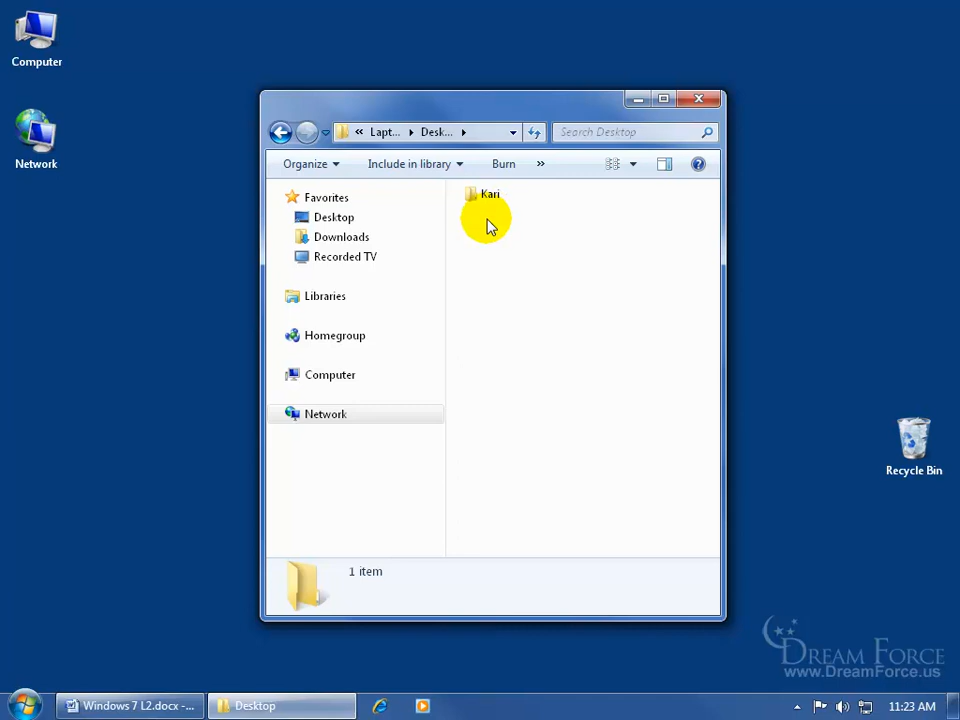 Computer
Network
« Lapt... Desk...
Search Desktop
Organize Include in library Burn »
Favorites
Desktop
Downloads
Recorded TV
Libraries
Homegroup
Computer
Network
Kari
1 item
Recycle Bin
DREAM FORCE
www.DreamForce.us
Windows 7 L2.docx -...
Desktop
11:23 AM